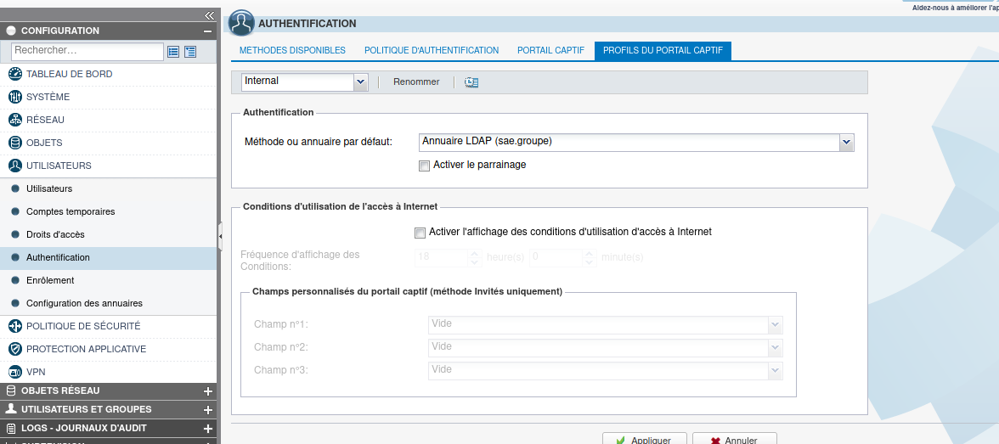 Aidez-nous à améliorer l'ap
CONFIGURATION
Rechercher…
TABLEAU DE BORD
SYSTÈME
RÉSEAU
OBJETS
UTILISATEURS
Utilisateurs
Comptes temporaires
Droits d'accès
Authentification
Enrôlement
Configuration des annuaires
POLITIQUE DE SÉCURITÉ
PROTECTION APPLICATIVE
VPN
OBJETS RÉSEAU
UTILISATEURS ET GROUPES
LOGS - JOURNAUX D'AUDIT
AUTHENTIFICATION
MÉTHODES DISPONIBLES POLITIQUE D'AUTHENTIFICATION PORTAIL CAPTIF PROFILS DU PORTAIL CAPTIF
Internal Renommer
Authentification
Méthode ou annuaire par défaut: Annuaire LDAP (sae.groupe)
Activer le parrainage
Conditions d'utilisation de l'accès à Internet
Activer l'affichage des conditions d'utilisation d'accès à Internet
Fréquence d'affichage des
Conditions:
18 heure(s) 0 minute(s)
Champs personnalisés du portail captif (méthode Invités uniquement)
Champ n°1: Vide
Champ n°2: Vide
Champ n°3: Vide
Appliquer Annuler